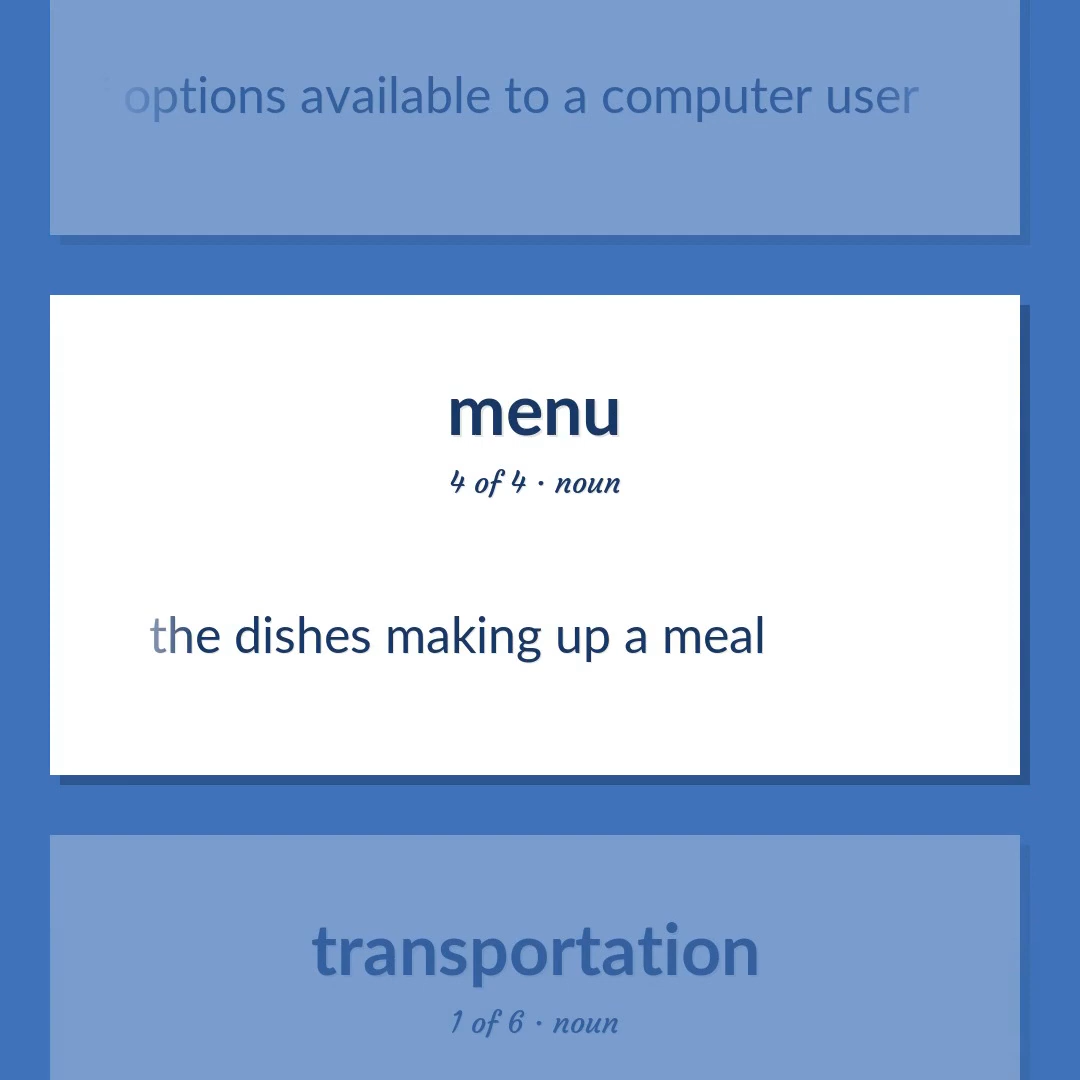 options available to a computer user
menu
4 of 4 · noun
the dishes making up a meal
transportation
1 of 6 · noun